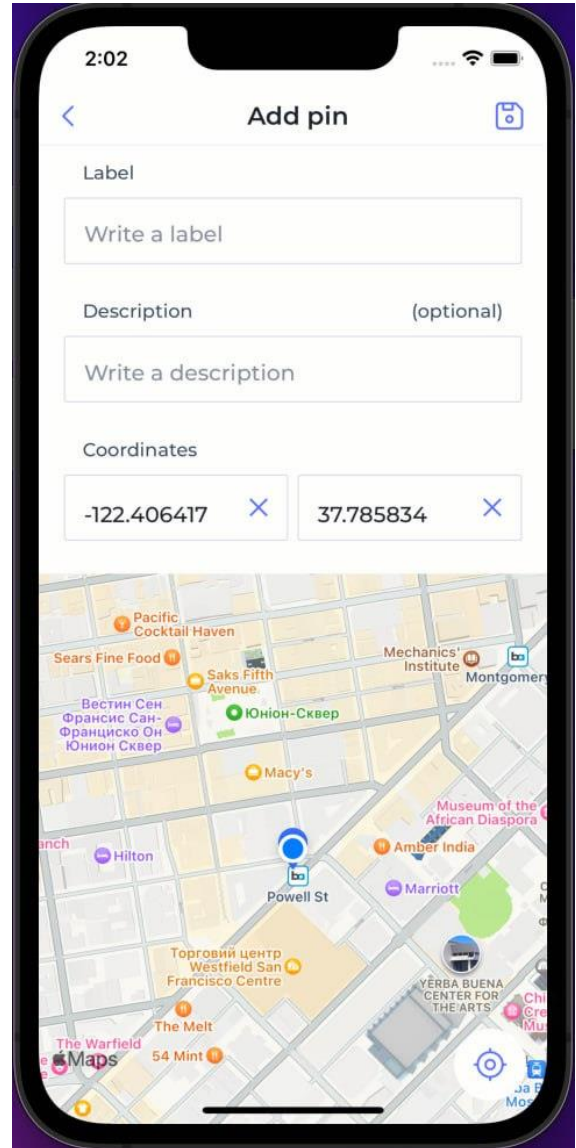 2:02
Add pin
Label
Write a label
Description (optional)
Write a description
Coordinates
-122.406417 37.785834
Pacific
Cocktail Haven
Sears Fine Food
Saks Fifth
Avenue
Mechanics'
Institute
Montgomery
Вестин Сен
Франсис Сан-
Франциско Он
Юнион Сквер
Юніон-Сквер
Macy's
Museum of the
African Diaspora
Hilton
Amber India
Powell St
Marriott
Торговий центр
Westfield San
Francisco Centre
YERBA BUENA
CENTER FOR
THE ARTS
The Melt
The Warfield
Maps
54 Mint